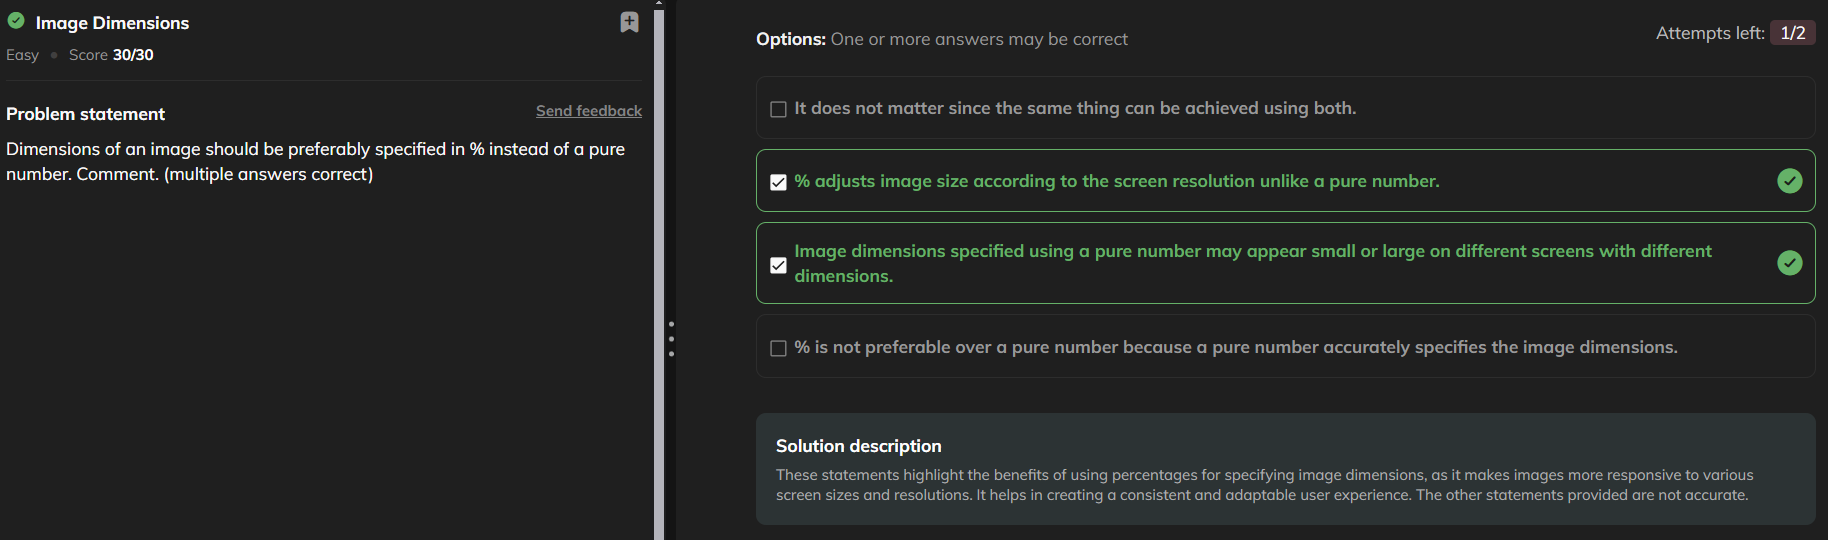 Image Dimensions
Easy • Score 30/30
Problem statement
Send feedback
Dimensions of an image should be preferably specified in % instead of a pure
number. Comment. (multiple answers correct)
Options: One or more answers may be correct
Attempts left: 1/2
It does not matter since the same thing can be achieved using both.
% adjusts image size according to the screen resolution unlike a pure number.
Image dimensions specified using a pure number may appear small or large on different screens with different
dimensions.
% is not preferable over a pure number because a pure number accurately specifies the image dimensions.
Solution description
These statements highlight the benefits of using percentages for specifying image dimensions, as it makes images more responsive to various
screen sizes and resolutions. It helps in creating a consistent and adaptable user experience. The other statements provided are not accurate.